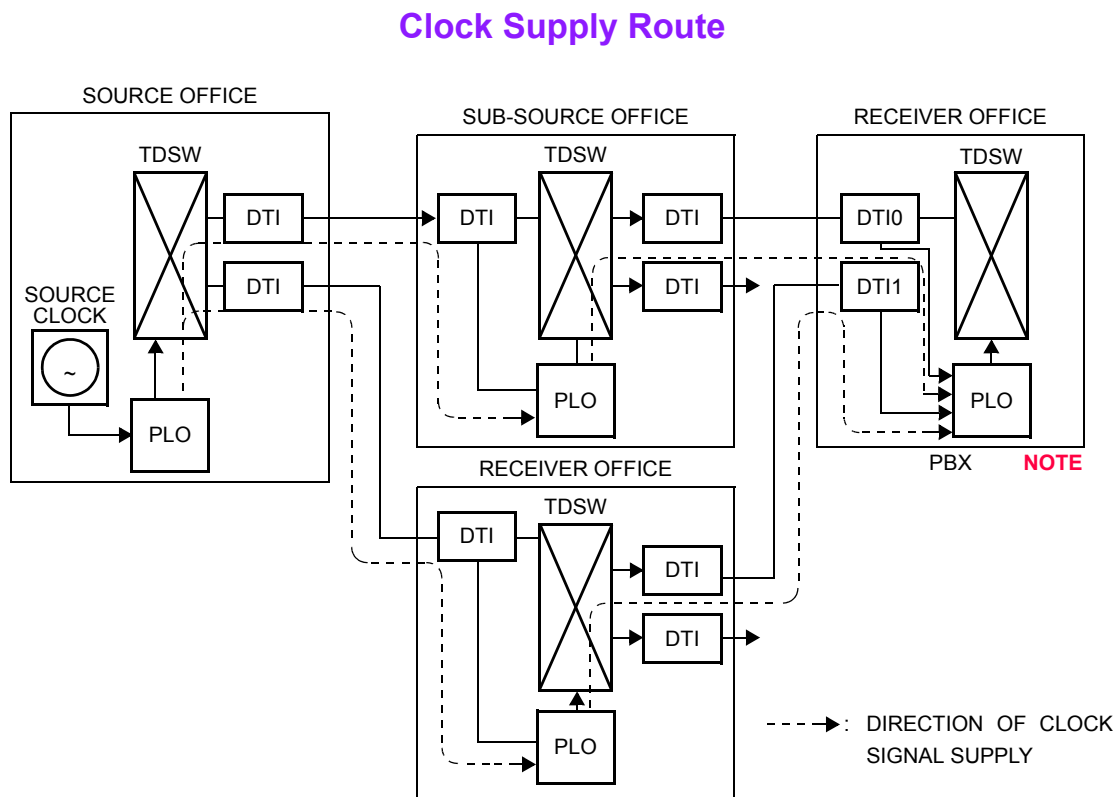 Clock Supply Route
SOURCE OFFICE
TDSW
DTI
DTI
SOURCE
CLOCK
~
PLO
SUB-SOURCE OFFICE
TDSW
DTI
DTI
DTI
PLO
RECEIVER OFFICE
TDSW
DTI0
DTI1
PLO
PBX NOTE
RECEIVER OFFICE
TDSW
DTI
DTI
DTI
PLO
: DIRECTION OF CLOCK
SIGNAL SUPPLY